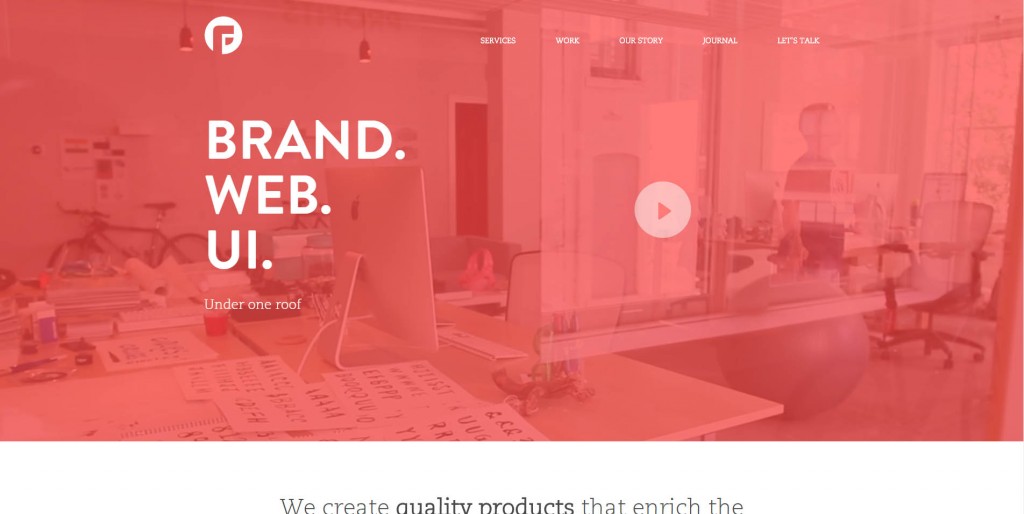 SERVICES WORK OUR STORY JOURNAL LET'S TALK
BRAND.
WEB.
UI.
Under one roof
We create quality products that enrich the